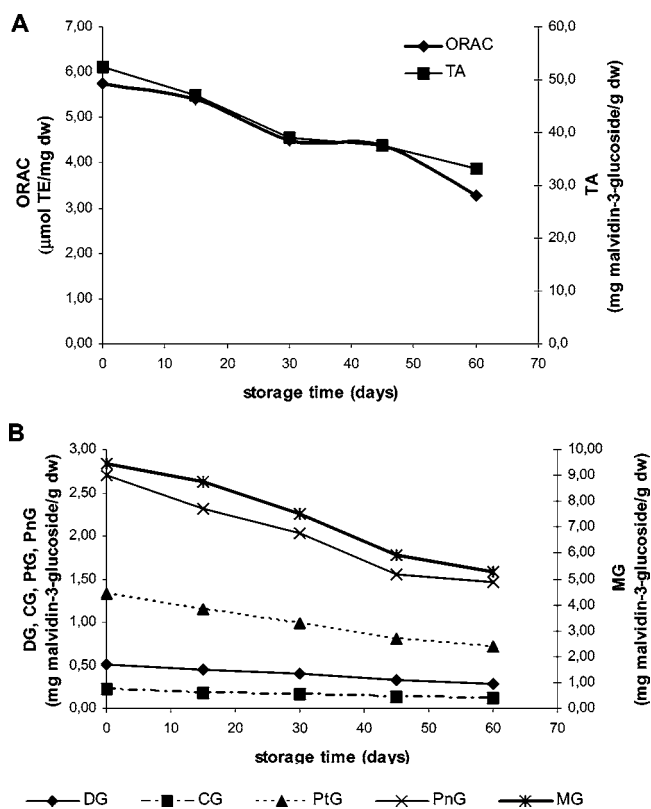 A
7,00
6,00
5,00
4,00
3,00
2,00
1,00
0,00
ORAC
(µmol TE/mg dw)
ORAC
TA
60,0
50,0
40,0
30,0
20,0
10,0
0,0
TA
(mg malvidin-3-glucoside/g dw)
0 10 20 30 40 50 60 70
storage time (days)
B
3,00
2,50
2,00
1,50
1,00
0,50
0,00
DG, CG, PtG, PnG
(mg malvidin-3-glucoside/g dw)
10,00
9,00
8,00
7,00
6,00
5,00
4,00
3,00
2,00
1,00
0,00
MG
(mg malvidin-3-glucoside/g dw)
0 10 20 30 40 50 60 70
storage time (days)
DG CG PtG PnG MG